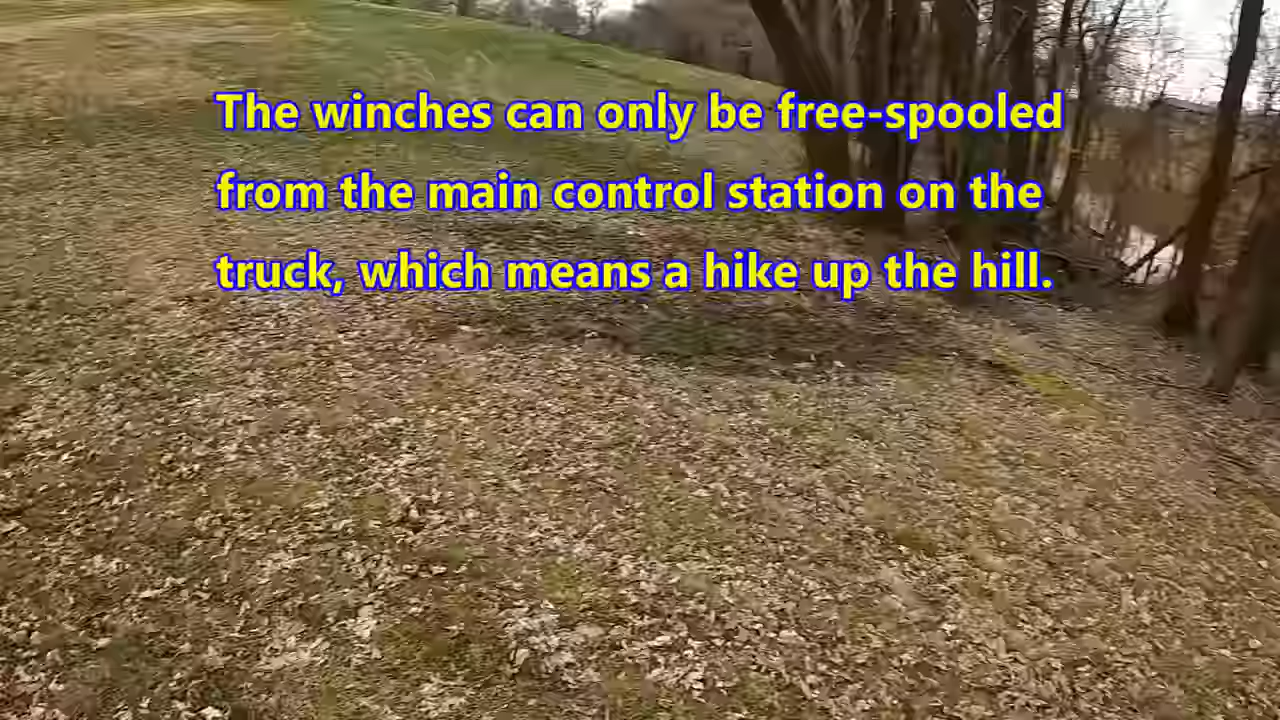 The winches can only be free-spooled
from the main control station on the
truck, which means a hike up the hill.